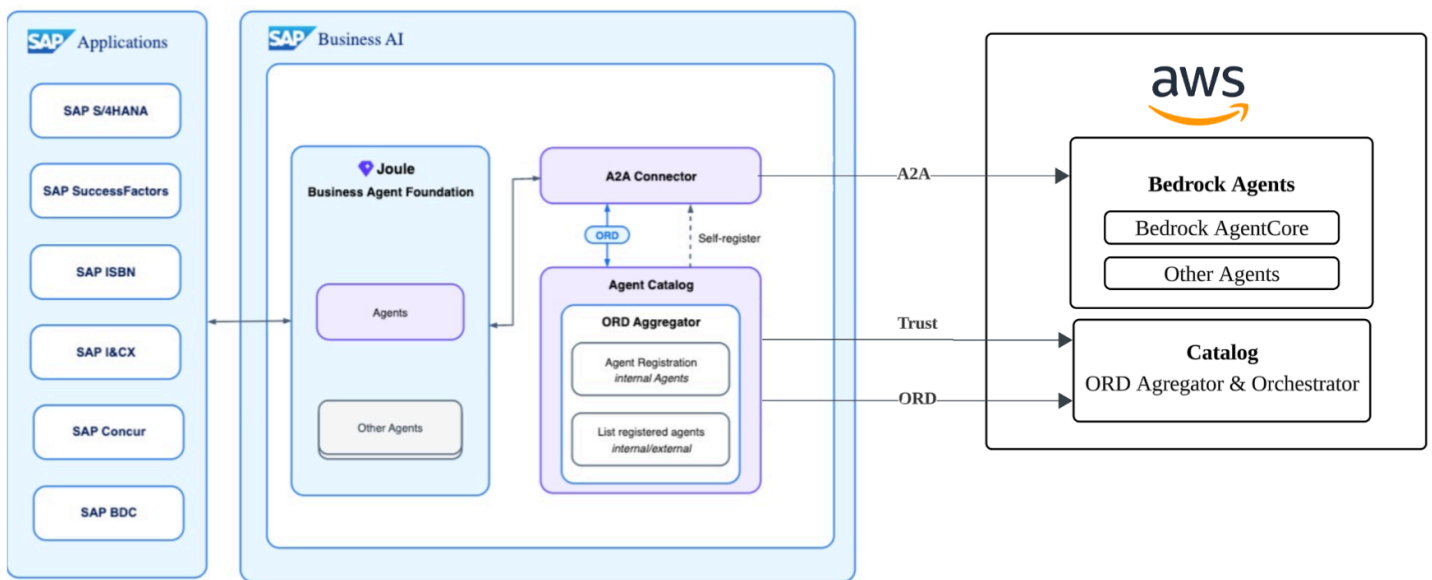 SAP Applications
SAP S/4HANA
SAP SuccessFactors
SAP ISBN
SAP I&CX
SAP Concur
SAP BDC
SAP Business AI
Joule
Business Agent Foundation
Agents
Other Agents
A2A Connector
ORD
Self-register
Agent Catalog
ORD Aggregator
Agent Registration
internal Agents
List registered agents
internal/external
A2A
Trust
ORD
aws
Bedrock Agents
Bedrock AgentCore
Other Agents
Catalog
ORD Agregator & Orchestrator